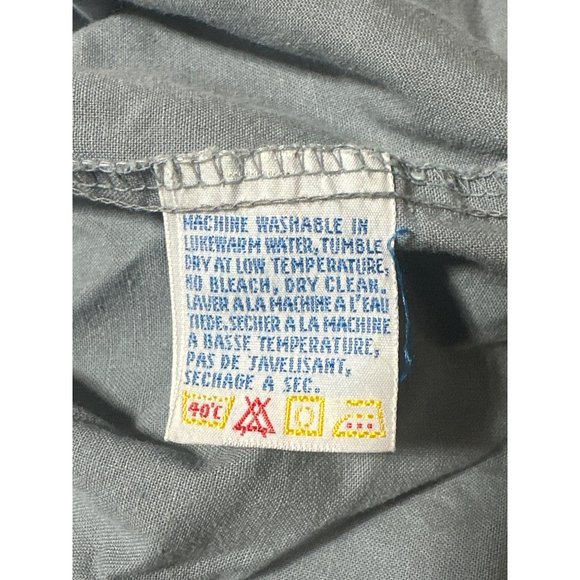 MACHINE WASHABLE IN
LUKEWARM WATER, TUMBLE
DRY AT LOW TEMPERATURE,
NO BLEACH, DRY CLEAN.
LAVER A LA MACHINE A L'EAU
TIEDE. SECHER A LA MACHINE
A BASSE TEMPERATURE,
PAS DE JAVELISANT,
SECHAGE A SEC.
40°C